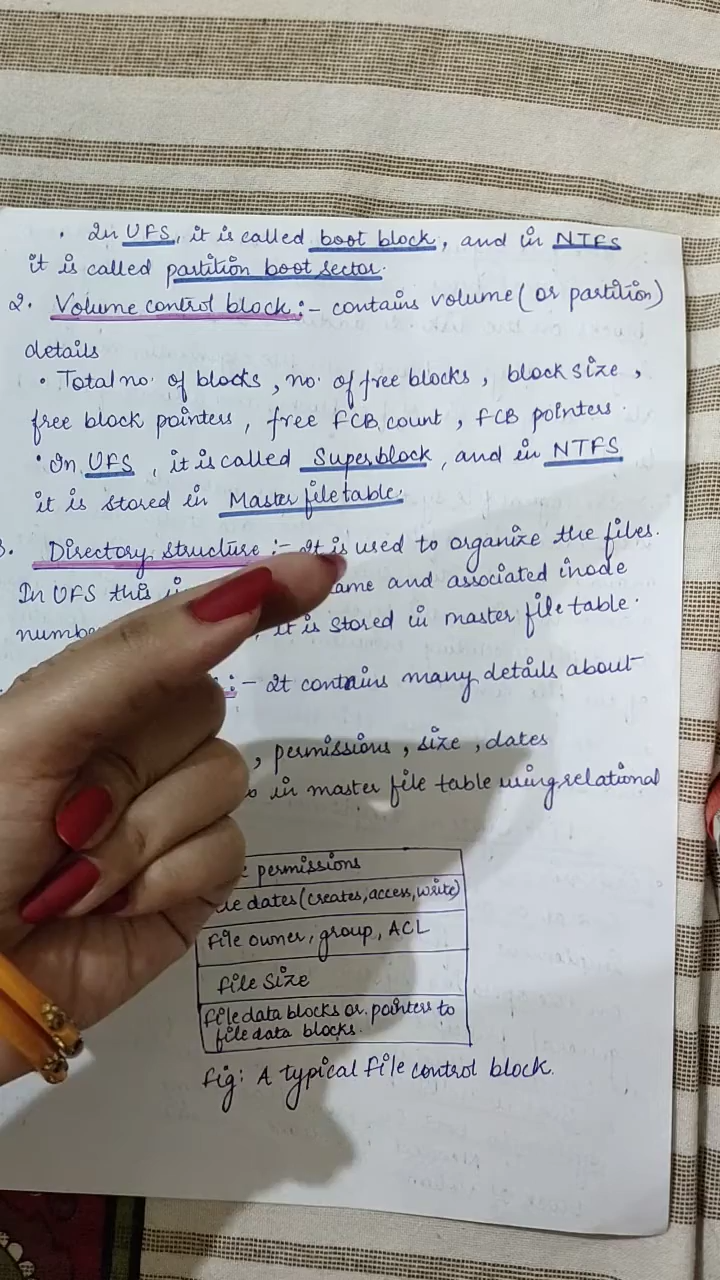 • In UFS, it is called boot block, and in NTFS
it is called partition boot sector.
2. Volume control block :- contains volume (or partition)
details
• Total no. of blocks, no. of free blocks, block size,
free block pointers, free FCB count, FCB pointers.
• In UFS, it is called Superblock, and in NTFS
it is stored in Master file table.
3. Directory structure :- It is used to organize the files.
In UFS this and associated inode
it is stored in master file table.
:- It contains many details about
, permissions, size, dates
in master file table using relational
permissions
dates (creates, access, write)
File owner, group, ACL
File size
File data blocks or pointers to
file data blocks.
Fig: A typical file control block.